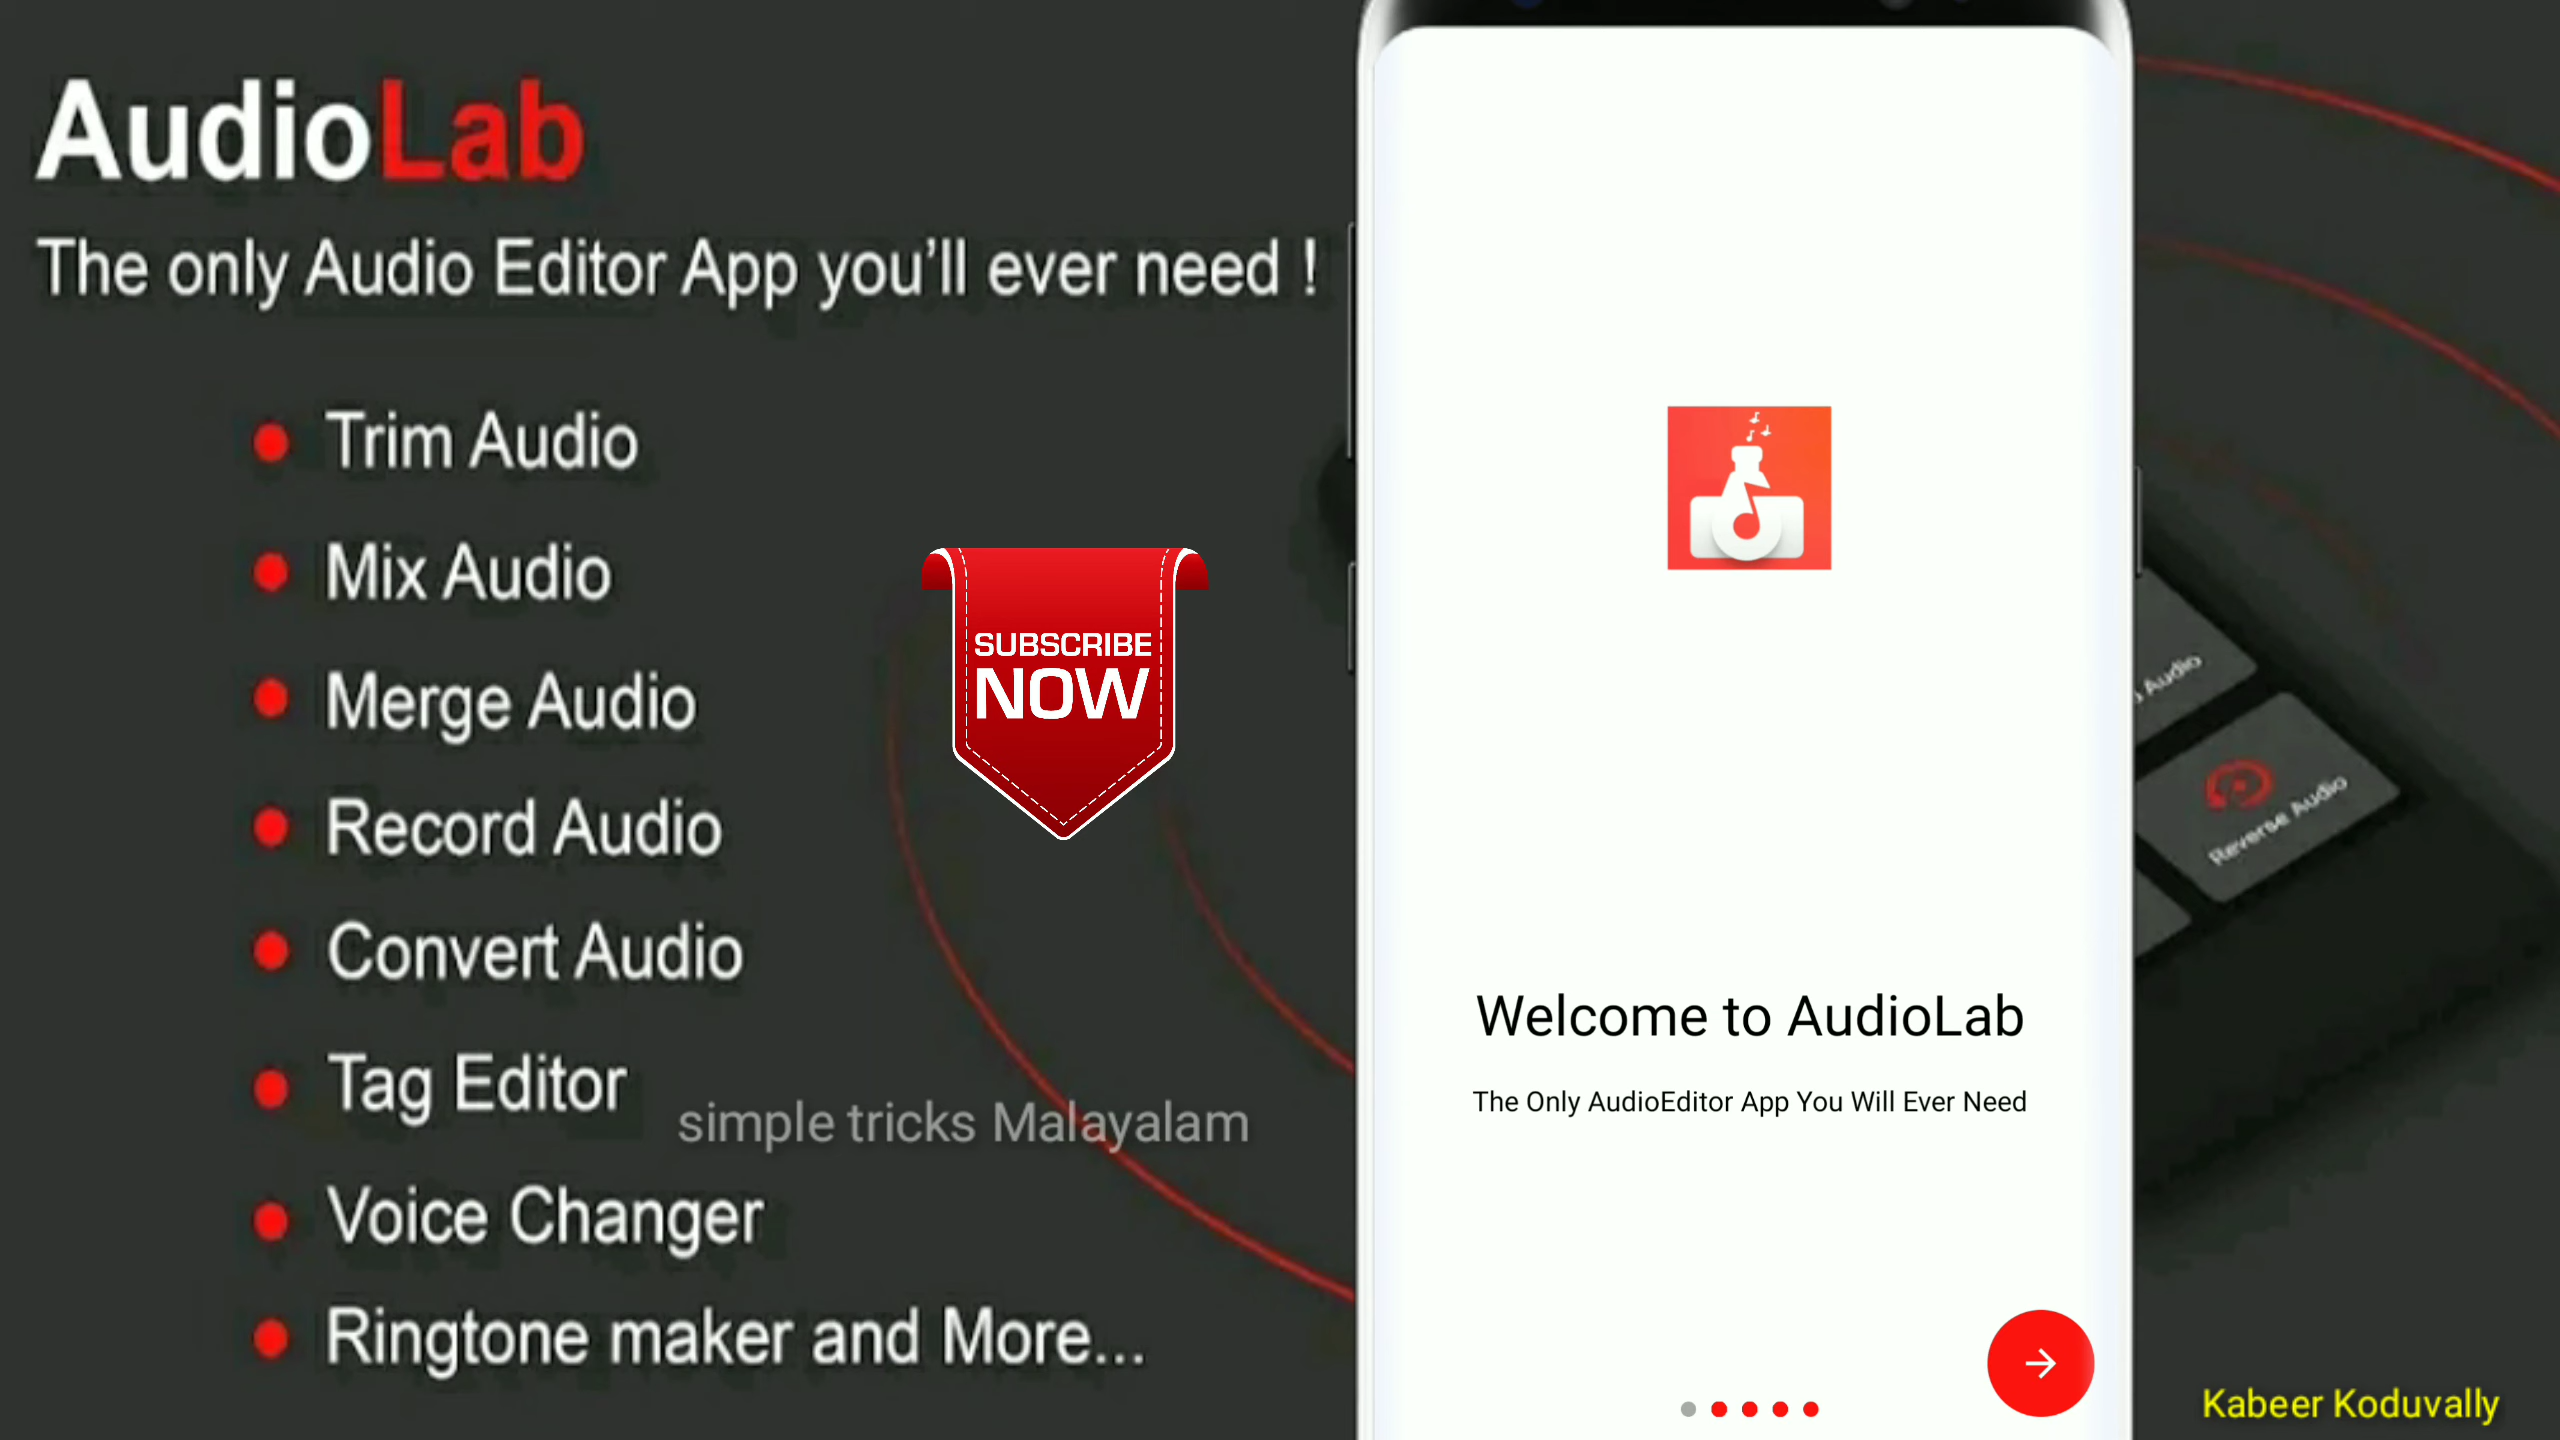 AudioLab
The only Audio Editor App you'll ever need !
Trim Audio
Mix Audio
Merge Audio
Record Audio
Convert Audio
Tag Editor
Voice Changer
Ringtone maker and More...
SUBSCRIBE
NOW
simple tricks Malayalam
Welcome to AudioLab
The Only AudioEditor App You Will Ever Need
Audio
Reverse Audio
Kabeer Koduvally